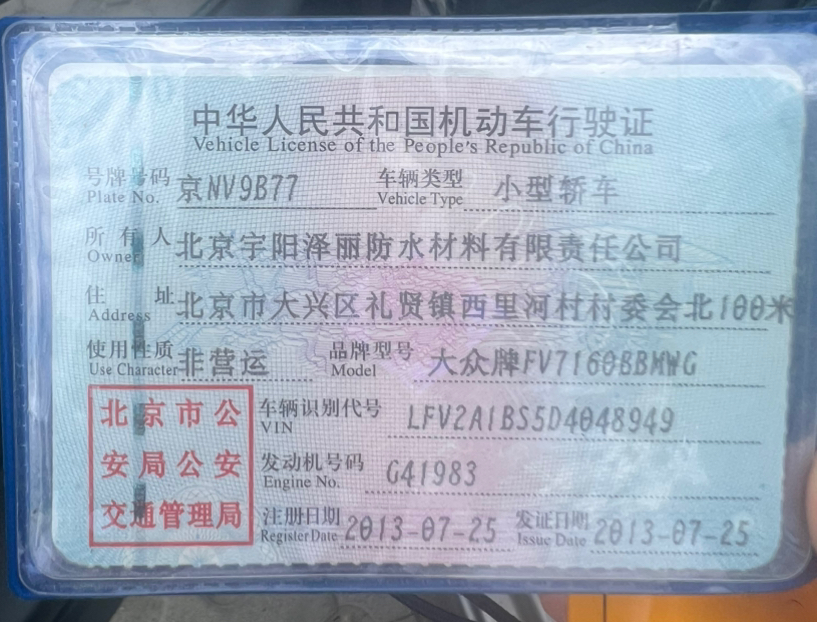 中华人民共和国机动车行驶证
Vehicle License of the People's Republic of China
号牌号码 京NV9B77 车辆类型 小型轿车
Plate No. Vehicle Type
所有人 北京宇阳泽丽防水材料有限责任公司
Owner
住址 北京市大兴区礼贤镇西里河村村委会北100米
Address
使用性质 非营运 品牌型号 大众牌FV7160BBMWG
Use Character Model
北京市公 车辆识别代号 LFV2A1BS5D4048949
VIN
安局公安 发动机号码 G41983
Engine No.
交通管理局 注册日期 2013-07-25 发证日期 2013-07-25
Register Date Issue Date